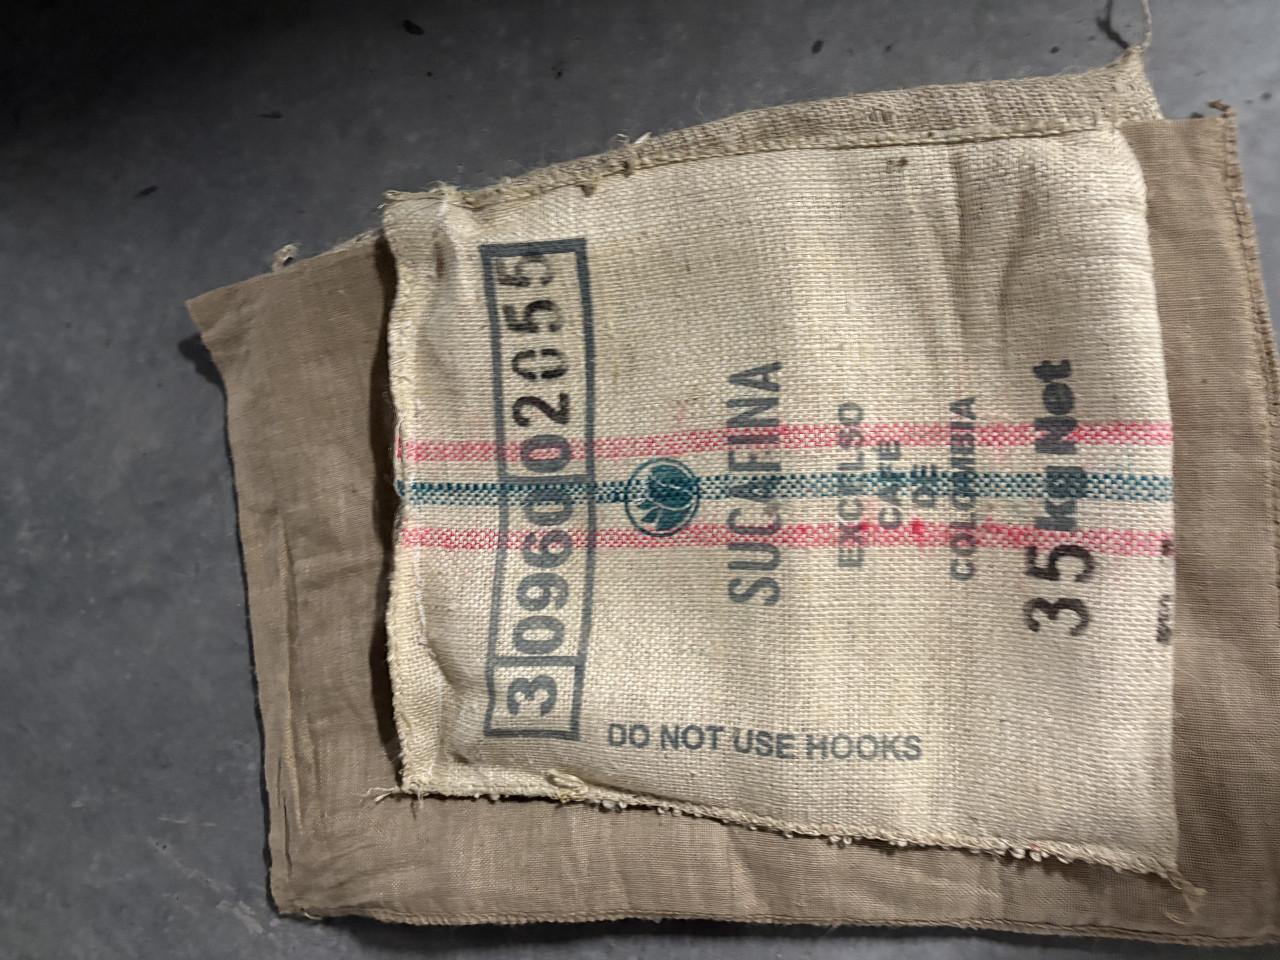 3 0960 02055
SUCAFINA
EXCELSO
CAFE
DE
COLOMBIA
35 kg Net
DO NOT USE HOOKS